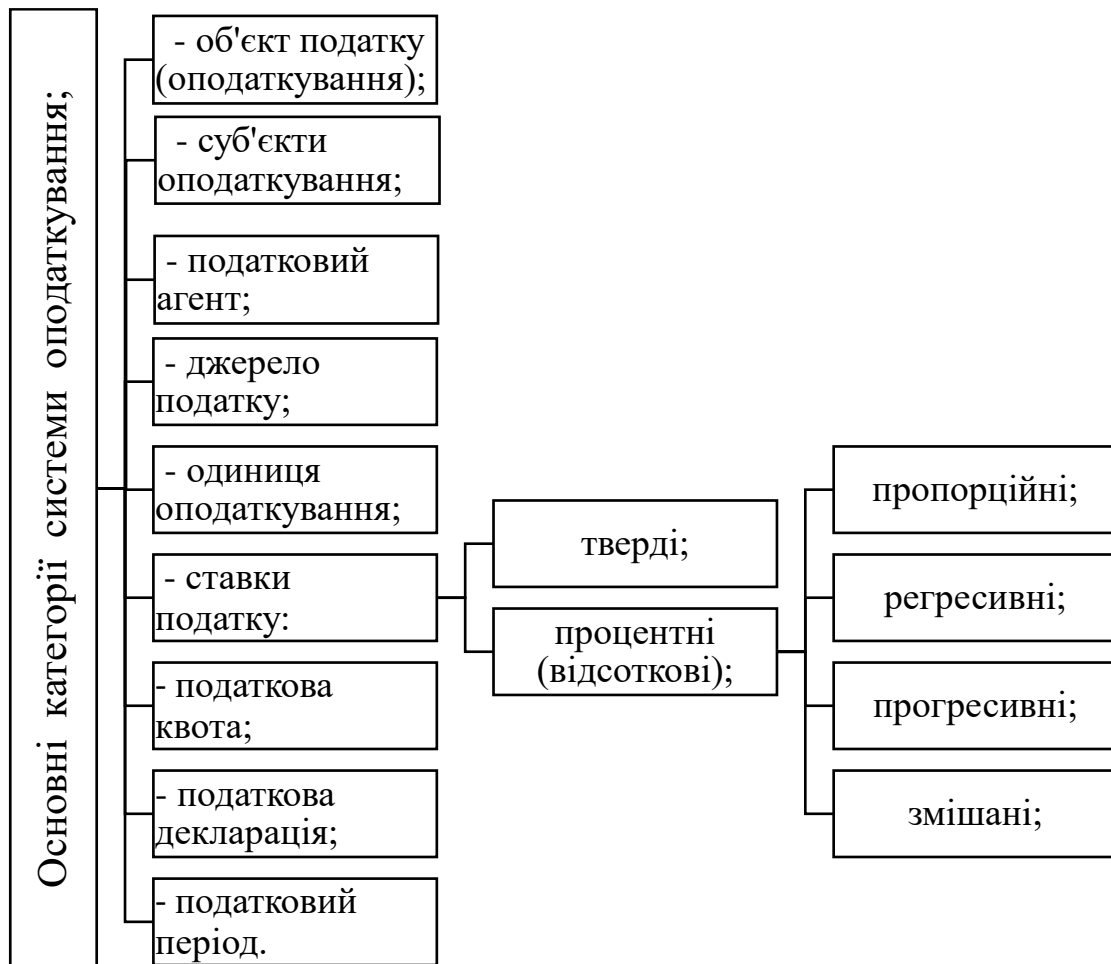 Основні категорії системи оподаткування;
- об'єкт податку
(оподаткування);
- суб'єкти
оподаткування;
- податковий
агент;
- джерело
податку;
- одиниця
оподаткування;
- ставки
податку:
- податкова
квота;
- податкова
декларація;
- податковий
період.
тверді;
процентні
(відсоткові);
пропорційні;
регресивні;
прогресивні;
змішані;